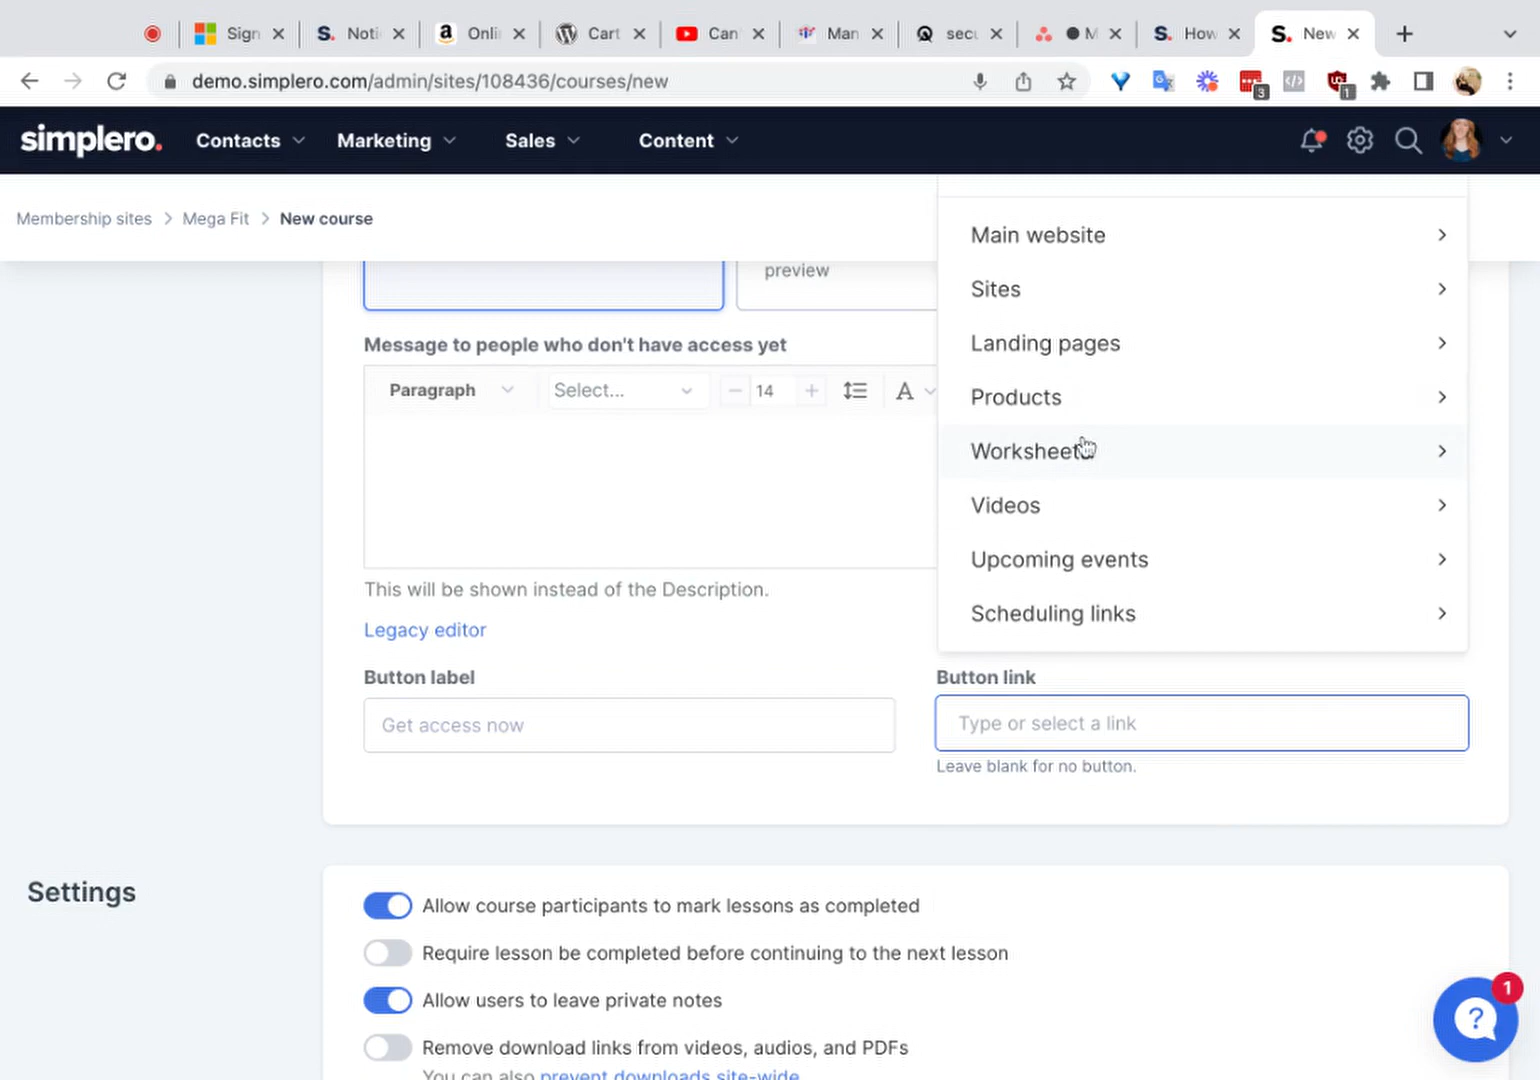 Sign
Noti
Onli
Cart
Can
Man
secu
M
How
New
demo.simplero.com/admin/sites/108436/courses/new
3
1
simplero.
Contacts
Marketing
Sales
Content
Membership sites > Mega Fit > New course
preview
Main website
Sites
Landing pages
Products
Worksheets
Videos
Upcoming events
Scheduling links
Message to people who don't have access yet
Paragraph
Select...
14
A
This will be shown instead of the Description.
Legacy editor
Button label
Get access now
Button link
Type or select a link
Leave blank for no button.
Settings
Allow course participants to mark lessons as completed
Require lesson be completed before continuing to the next lesson
Allow users to leave private notes
Remove download links from videos, audios, and PDFs
You can also prevent downloads site-wide
1